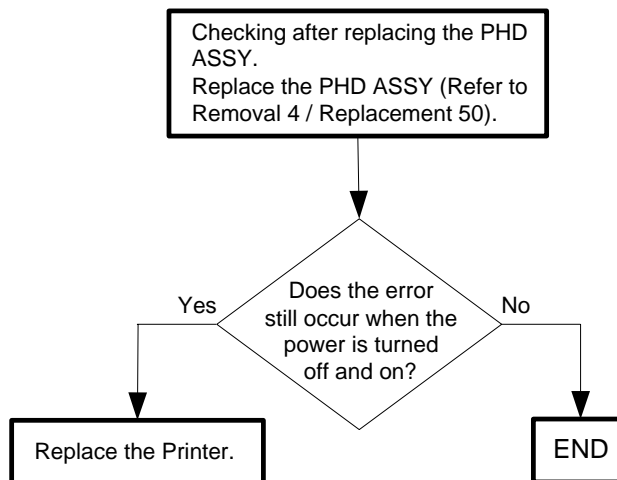 Checking after replacing the PHD
ASSY.
Replace the PHD ASSY (Refer to
Removal 4 / Replacement 50).
Yes
Does the error
still occur when the
power is turned
off and on?
No
Replace the Printer.
END